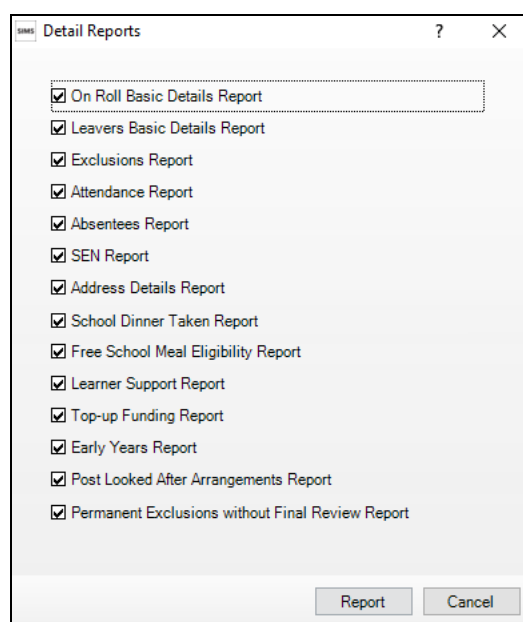 SIMS Detail Reports ?
On Roll Basic Details Report
Leavers Basic Details Report
Exclusions Report
Attendance Report
Absentees Report
SEN Report
Address Details Report
School Dinner Taken Report
Free School Meal Eligibility Report
Learner Support Report
Top-up Funding Report
Early Years Report
Post Looked After Arrangements Report
Permanent Exclusions without Final Review Report
Report Cancel